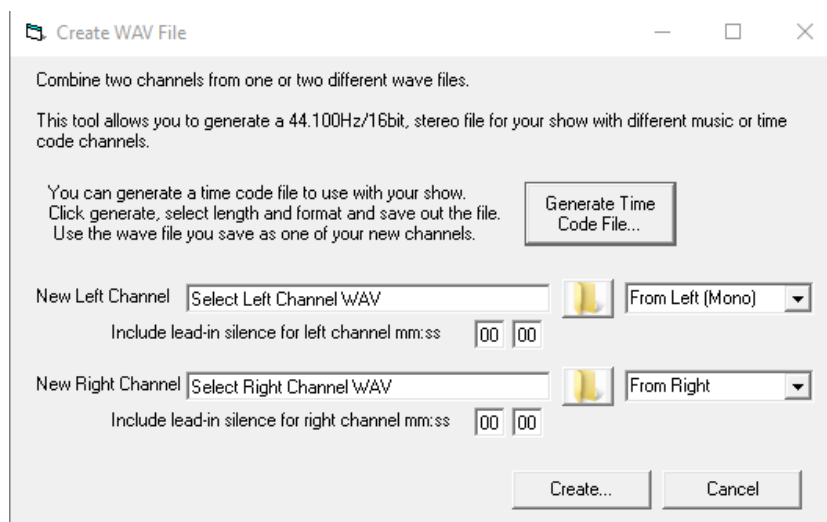 Create WAV File
Combine two channels from one or two different wave files.
This tool allows you to generate a 44.100Hz/16bit, stereo file for your show with different music or time
code channels.
You can generate a time code file to use with your show.
Click generate, select length and format and save out the file.
Use the wave file you save as one of your new channels.
Generate Time
Code File...
New Left Channel Select Left Channel WAV From Left (Mono)
Include lead-in silence for left channel mm:ss 00 00
New Right Channel Select Right Channel WAV From Right
Include lead-in silence for right channel mm:ss 00 00
Create... Cancel